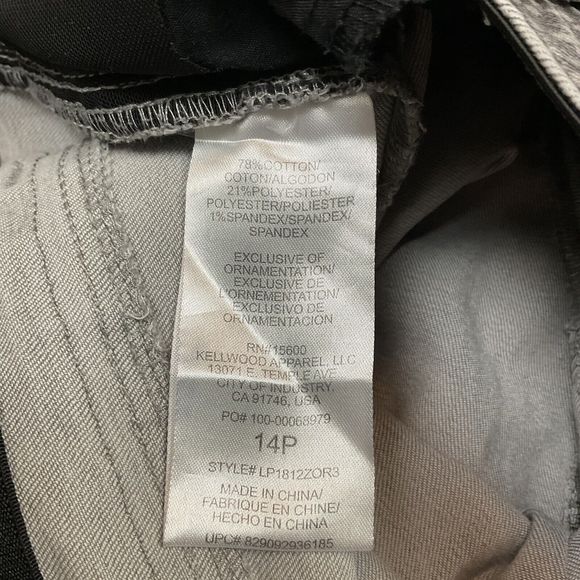 78%COTTON/
COTON/ALGODON
21%POLYESTER/
POLYESTER/POLIESTER
1%SPANDEX/SPANDEX/
SPANDEX
EXCLUSIVE OF
ORNAMENTATION/
EXCLUSIVE DE
L'ORNEMENTATION/
EXCLUSIVO DE
ORNAMENTACION
RN#15600
KELLWOOD APPAREL, LLC
13071 E. TEMPLE AVE
CITY OF INDUSTRY,
CA 91746, USA
PO# 100-00068979
14P
STYLE# LP1812ZOR3
MADE IN CHINA/
FABRIQUE EN CHINE/
HECHO EN CHINA
UPC# 829092936185